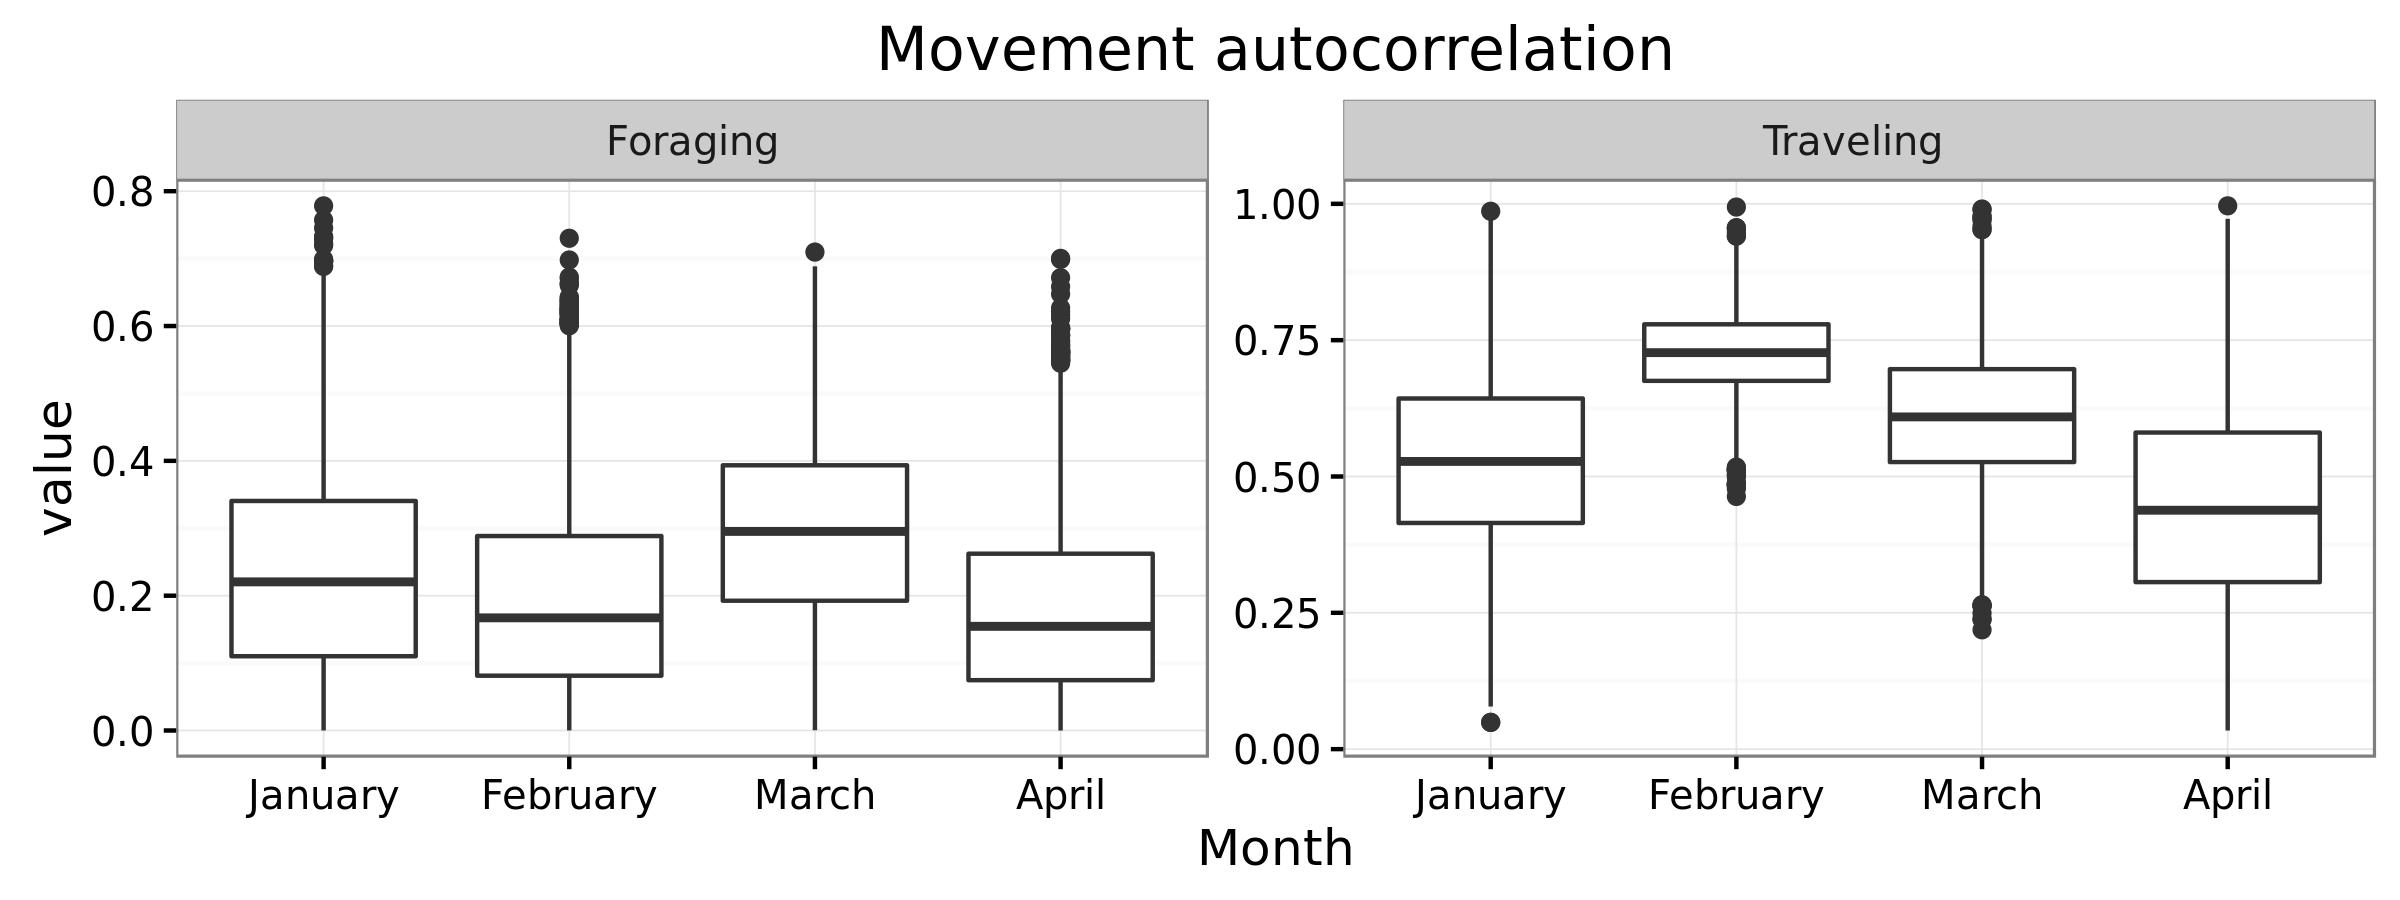 Movement autocorrelation
Foraging
Traveling
value
0.8
0.6
0.4
0.2
0.0
1.00
0.75
0.50
0.25
0.00
January February March April
January February March April
Month